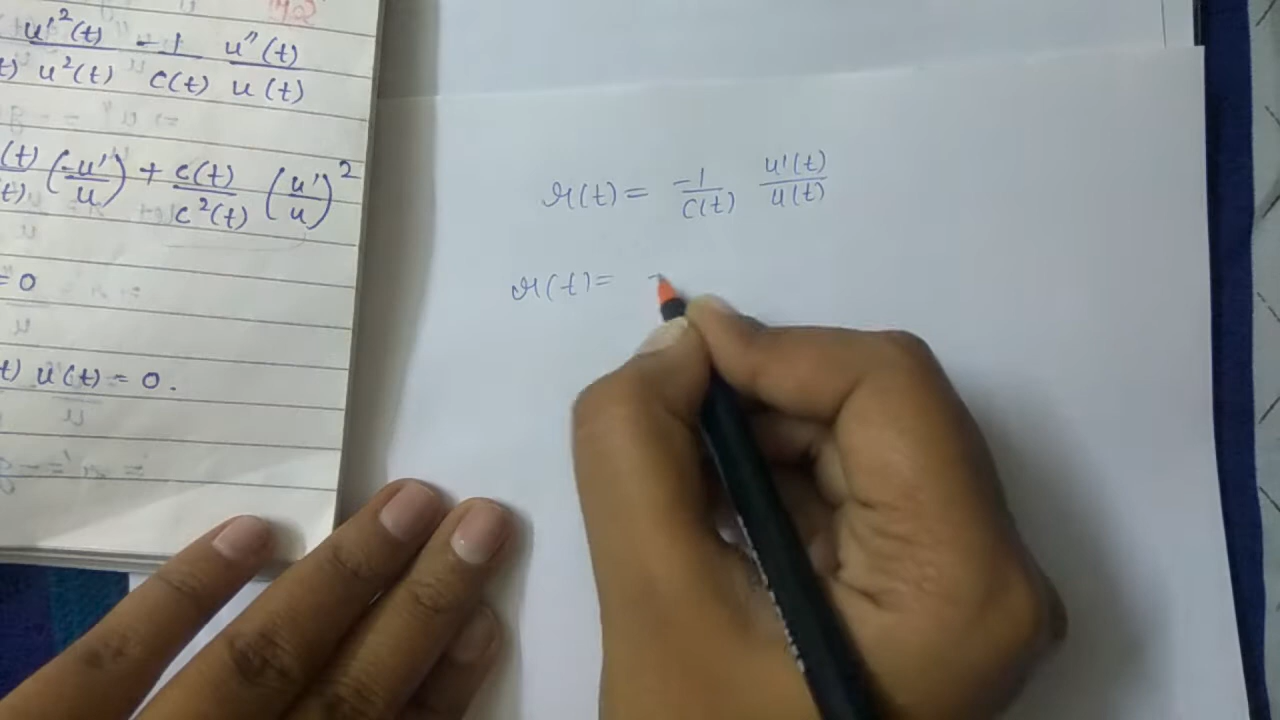 u'²(t) - 1 u''(t)
t) u²(t) c(t) u(t)
(t) (-u'/u) + c(t)/c²(t) (u'/u)²
t)
= 0
t) u(t) = 0.
r(t) = -1/c(t) u'(t)/u(t)
r(t) = -